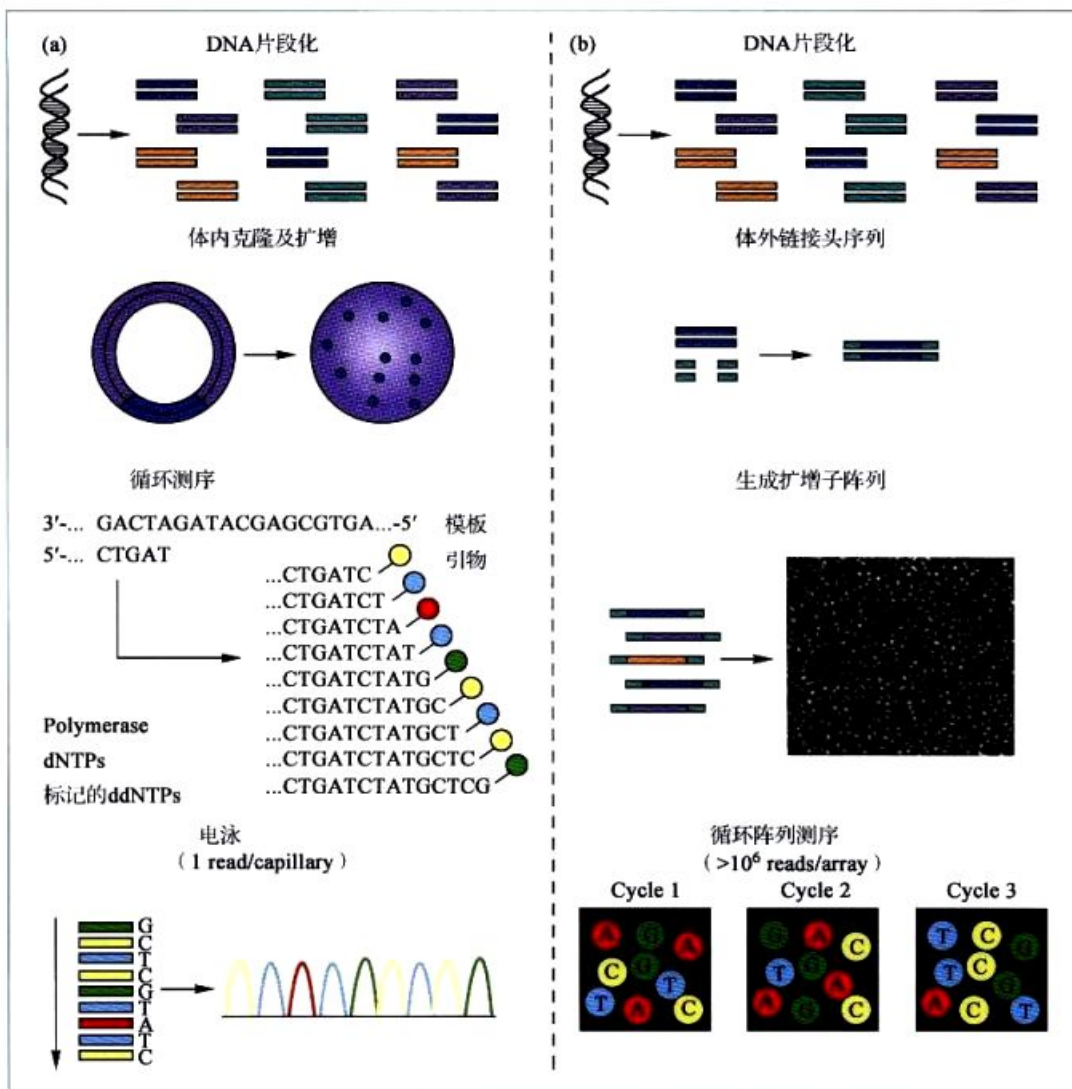 (a)
DNA片段化
体内克隆及扩增
循环测序
3′-... GACTAGATACGAGCGTGA...-5′ 模板
5′-... CTGAT 引物
...CTGATC
...CTGATCT
...CTGATCTA
...CTGATCTAT
...CTGATCTATG
...CTGATCTATGC
...CTGATCTATGCT
...CTGATCTATGCTC
...CTGATCTATGCTCG
Polymerase
dNTPs
标记的ddNTPs
电泳
（1 read/capillary）
G
C
T
C
G
T
A
T
C
(b)
DNA片段化
体外链接头序列
生成扩增子阵列
循环阵列测序
（>10⁶ reads/array）
Cycle 1
A G A
C G
T A T C
Cycle 2
G A C
T G A
A G C
Cycle 3
T C G
T C G
A C T